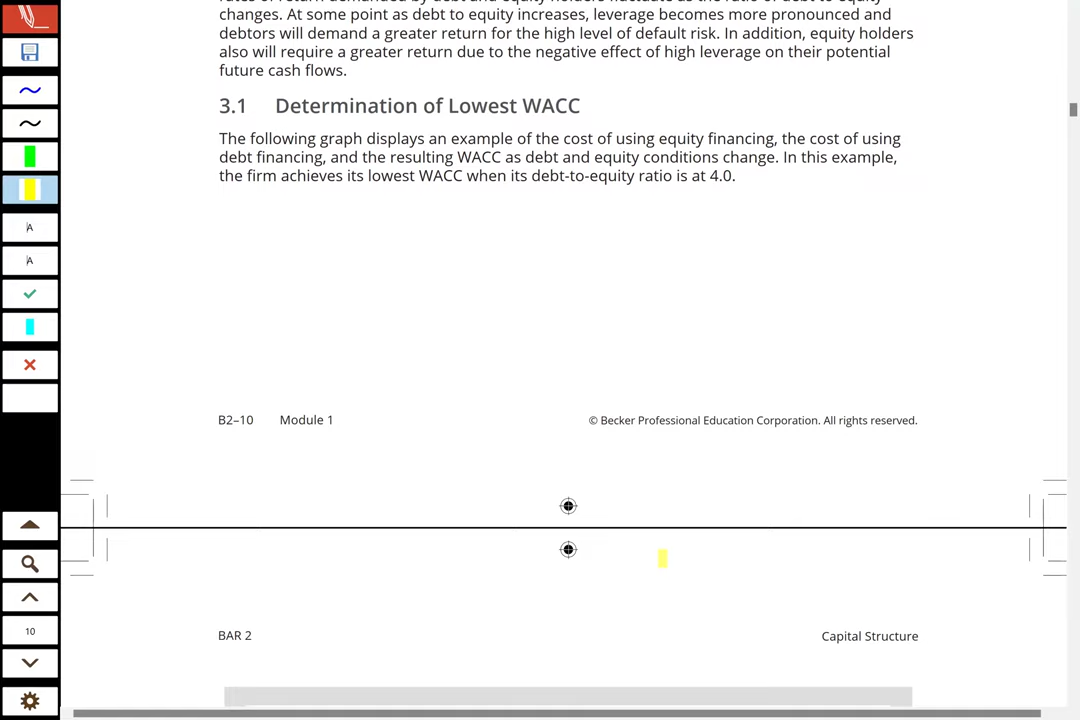 changes. At some point as debt to equity increases, leverage becomes more pronounced and
debtors will demand a greater return for the high level of default risk. In addition, equity holders
also will require a greater return due to the negative effect of high leverage on their potential
future cash flows.
3.1 Determination of Lowest WACC
The following graph displays an example of the cost of using equity financing, the cost of using
debt financing, and the resulting WACC as debt and equity conditions change. In this example,
the firm achieves its lowest WACC when its debt-to-equity ratio is at 4.0.
A
A
B2–10 Module 1 © Becker Professional Education Corporation. All rights reserved.
10
BAR 2 Capital Structure